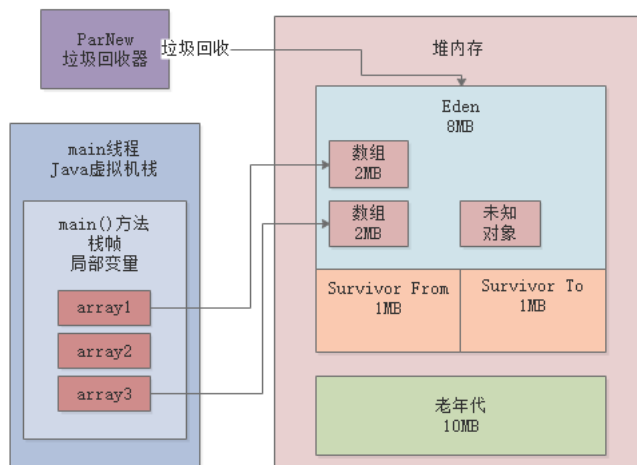 ParNew
垃圾回收器
垃圾回收
堆内存
Eden
8MB
数组
2MB
数组
2MB
未知
对象
Survivor From
1MB
Survivor To
1MB
老年代
10MB
main线程
Java虚拟机栈
main()方法
栈帧
局部变量
array1
array2
array3